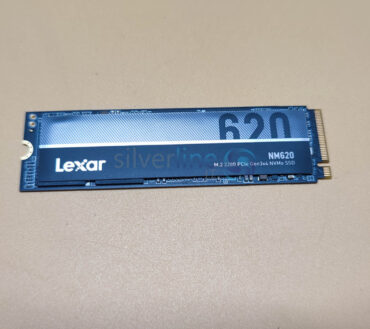 620
NM620
Lexar
silverline
M.2 2280 PCIe Gen3x4 NVMe SSD